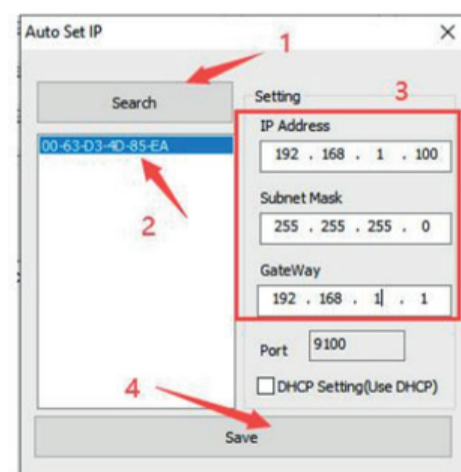 Auto Set IP
1
Search
Setting
3
IP Address
00-63-D3-4D-85-EA
192 . 168 . 1 . 100
2
Subnet Mask
255 . 255 . 255 . 0
GateWay
192 . 168 . 1 . 1
Port 9100
4
DHCP Setting(Use DHCP)
Save